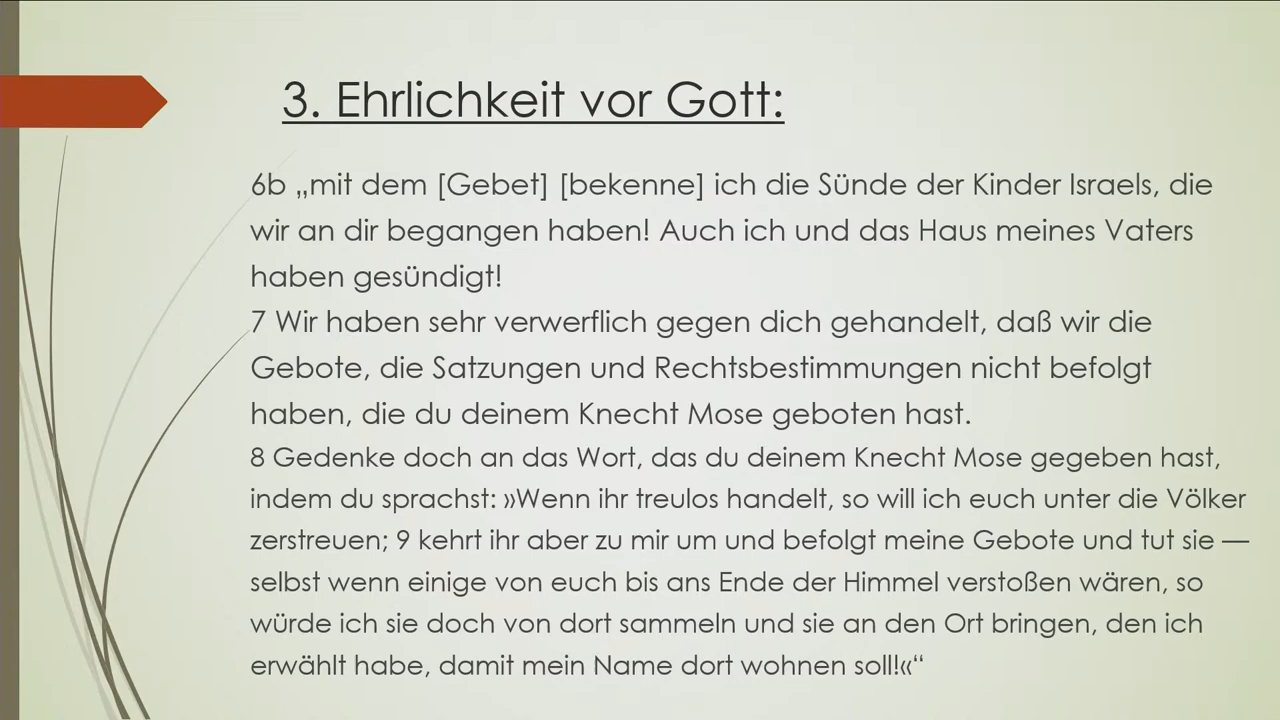 3. Ehrlichkeit vor Gott:
6b „mit dem [Gebet] [bekenne] ich die Sünde der Kinder Israels, die
wir an dir begangen haben! Auch ich und das Haus meines Vaters
haben gesündigt!
7 Wir haben sehr verwerflich gegen dich gehandelt, daß wir die
Gebote, die Satzungen und Rechtsbestimmungen nicht befolgt
haben, die du deinem Knecht Mose geboten hast.
8 Gedenke doch an das Wort, das du deinem Knecht Mose gegeben hast,
indem du sprachst: »Wenn ihr treulos handelt, so will ich euch unter die Völker
zerstreuen; 9 kehrt ihr aber zu mir um und befolgt meine Gebote und tut sie —
selbst wenn einige von euch bis ans Ende der Himmel verstoßen wären, so
würde ich sie doch von dort sammeln und sie an den Ort bringen, den ich
erwählt habe, damit mein Name dort wohnen soll!«“